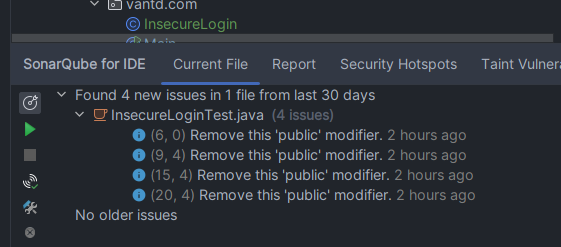 vantd.com
InsecureLogin
Main
SonarQube for IDE Current File Report Security Hotspots Taint Vulnera
Found 4 new issues in 1 file from last 30 days
InsecureLoginTest.java (4 issues)
(6, 0) Remove this 'public' modifier. 2 hours ago
(9, 4) Remove this 'public' modifier. 2 hours ago
(15, 4) Remove this 'public' modifier. 2 hours ago
(20, 4) Remove this 'public' modifier. 2 hours ago
No older issues